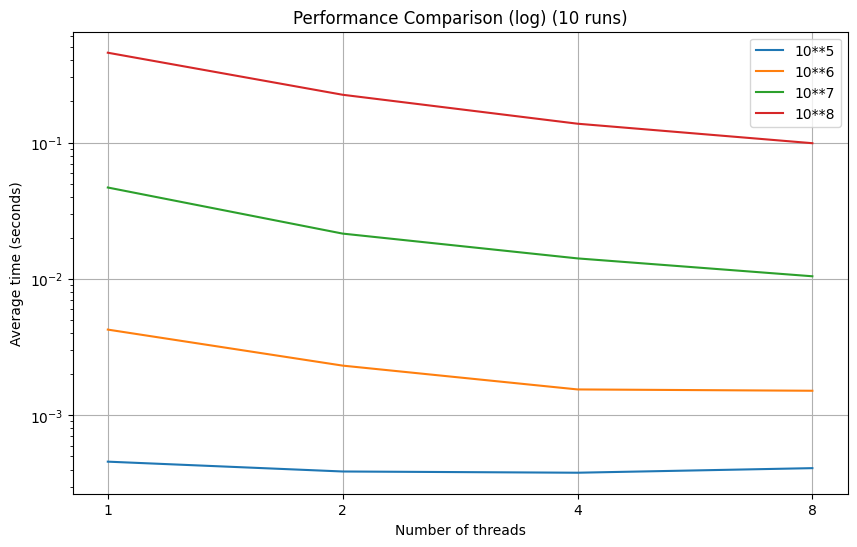 Performance Comparison (log) (10 runs)
10**5
10**6
10**7
10**8
Average time (seconds)
10⁻¹
10⁻²
10⁻³
1 2 4 8
Number of threads